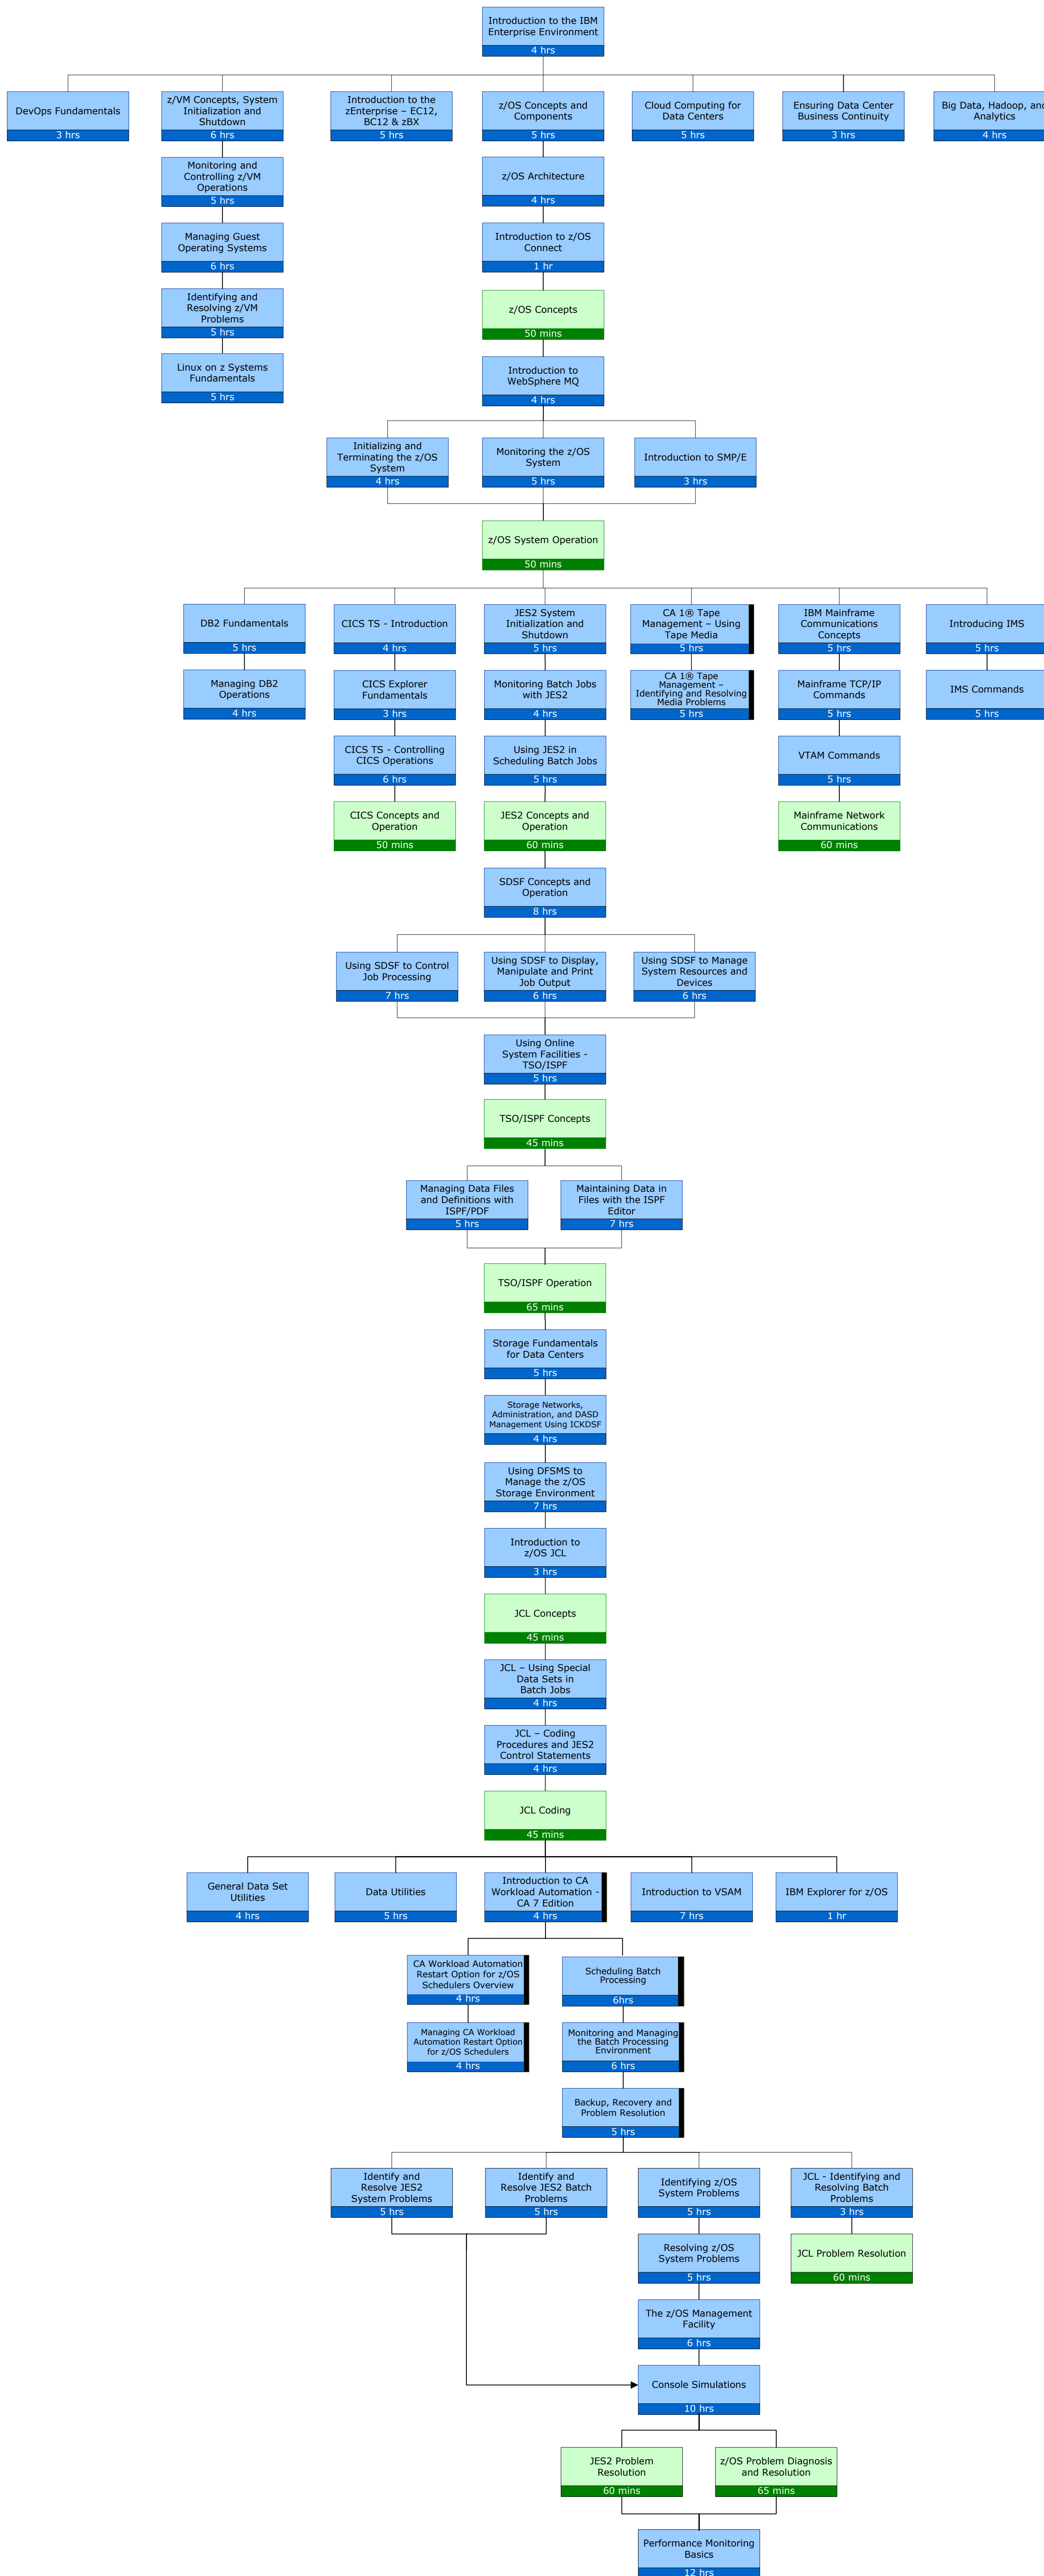 Introduction to the IBM
Enterprise Environment
4 hrs
DevOps Fundamentals
3 hrs
z/VM Concepts, System
Initialization and
Shutdown
6 hrs
Introduction to the
zEnterprise – EC12,
BC12 & zBX
5 hrs
z/OS Concepts and
Components
5 hrs
Cloud Computing for
Data Centers
5 hrs
Ensuring Data Center
Business Continuity
3 hrs
Big Data, Hadoop, and
Analytics
4 hrs
Monitoring and
Controlling z/VM
Operations
5 hrs
z/OS Architecture
4 hrs
Managing Guest
Operating Systems
6 hrs
Introduction to z/OS
Connect
1 hr
Identifying and
Resolving z/VM
Problems
5 hrs
z/OS Concepts
50 mins
Linux on z Systems
Fundamentals
5 hrs
Introduction to
WebSphere MQ
4 hrs
Initializing and
Terminating the z/OS
System
4 hrs
Monitoring the z/OS
System
5 hrs
Introduction to SMP/E
3 hrs
z/OS System Operation
50 mins
DB2 Fundamentals
5 hrs
CICS TS - Introduction
4 hrs
JES2 System
Initialization and
Shutdown
5 hrs
CA 1® Tape
Management – Using
Tape Media
5 hrs
IBM Mainframe
Communications
Concepts
5 hrs
Introducing IMS
5 hrs
Managing DB2
Operations
4 hrs
CICS Explorer
Fundamentals
3 hrs
Monitoring Batch Jobs
with JES2
4 hrs
CA 1® Tape
Management –
Identifying and Resolving
Media Problems
5 hrs
Mainframe TCP/IP
Commands
5 hrs
IMS Commands
5 hrs
CICS TS - Controlling
CICS Operations
6 hrs
Using JES2 in
Scheduling Batch Jobs
5 hrs
VTAM Commands
5 hrs
CICS Concepts and
Operation
50 mins
JES2 Concepts and
Operation
60 mins
Mainframe Network
Communications
60 mins
SDSF Concepts and
Operation
8 hrs
Using SDSF to Control
Job Processing
7 hrs
Using SDSF to Display,
Manipulate and Print
Job Output
6 hrs
Using SDSF to Manage
System Resources and
Devices
6 hrs
Using Online
System Facilities -
TSO/ISPF
5 hrs
TSO/ISPF Concepts
45 mins
Managing Data Files
and Definitions with
ISPF/PDF
5 hrs
Maintaining Data in
Files with the ISPF
Editor
7 hrs
TSO/ISPF Operation
65 mins
Storage Fundamentals
for Data Centers
5 hrs
Storage Networks,
Administration, and DASD
Management Using ICKDSF
4 hrs
Using DFSMS to
Manage the z/OS
Storage Environment
7 hrs
Introduction to
z/OS JCL
3 hrs
JCL Concepts
45 mins
JCL – Using Special
Data Sets in
Batch Jobs
4 hrs
JCL – Coding
Procedures and JES2
Control Statements
4 hrs
JCL Coding
45 mins
General Data Set
Utilities
4 hrs
Data Utilities
5 hrs
Introduction to CA
Workload Automation -
CA 7 Edition
4 hrs
Introduction to VSAM
7 hrs
IBM Explorer for z/OS
1 hr
CA Workload Automation
Restart Option for z/OS
Schedulers Overview
4 hrs
Scheduling Batch
Processing
6hrs
Managing CA Workload
Automation Restart Option
for z/OS Schedulers
4 hrs
Monitoring and Managing
the Batch Processing
Environment
6 hrs
Backup, Recovery and
Problem Resolution
5 hrs
Identify and
Resolve JES2
System Problems
5 hrs
Identify and
Resolve JES2 Batch
Problems
5 hrs
Identifying z/OS
System Problems
5 hrs
JCL - Identifying and
Resolving Batch
Problems
3 hrs
Resolving z/OS
System Problems
5 hrs
JCL Problem Resolution
60 mins
The z/OS Management
Facility
6 hrs
Console Simulations
10 hrs
JES2 Problem
Resolution
60 mins
z/OS Problem Diagnosis
and Resolution
65 mins
Performance Monitoring
Basics
12 hrs